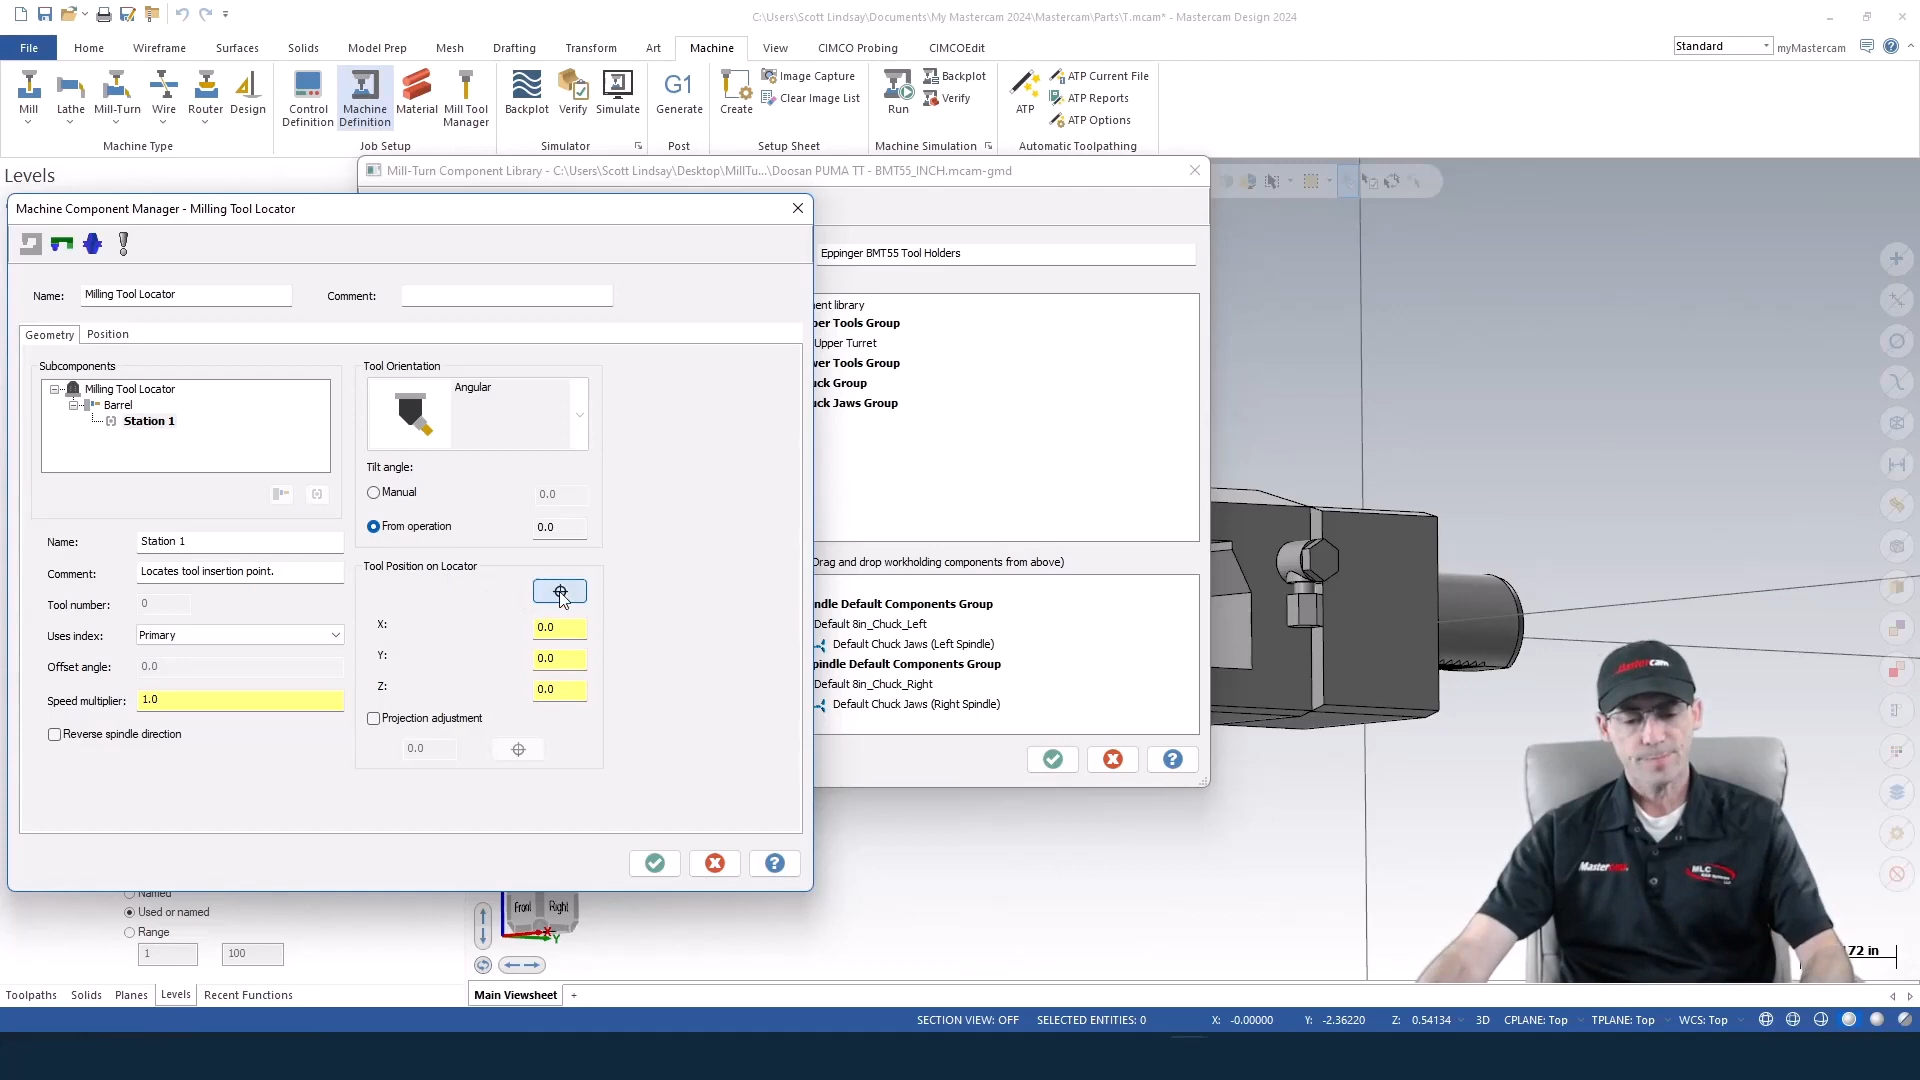 C:\Users\Scott Lindsay\Documents\My Mastercam 2024\Mastercam\Parts\T.mcam* - Mastercam Design 2024
File Home Wireframe Surfaces Solids Model Prep Mesh Drafting Transform Art Machine View CIMCO Probing CIMCOEdit Standard myMastercam
Mill Lathe Mill-Turn Wire Router Design
Control Definition Machine Definition Material Mill Tool Manager
Backplot Verify Simulate
G1 Generate
Create Image Capture
Clear Image List
Run Backplot
Verify
ATP ATP Current File
ATP Reports
ATP Options
Machine Type Job Setup Simulator Post Setup Sheet Machine Simulation Automatic Toolpathing
Levels
Mill-Turn Component Library - C:\Users\Scott Lindsay\Desktop\MillTu...\Doosan PUMA TT - BMT55_INCH.mcam-gmd
Machine Component Manager - Milling Tool Locator
Name: Milling Tool Locator Comment:
Geometry Position
Subcomponents
Milling Tool Locator
Barrel
Station 1
Name: Station 1
Comment: Locates tool insertion point.
Tool number: 0
Uses index: Primary
Offset angle: 0.0
Speed multiplier: 1.0
Reverse spindle direction
Tool Orientation
Angular
Tilt angle:
Manual 0.0
From operation 0.0
Tool Position on Locator
X: 0.0
Y: 0.0
Z: 0.0
Projection adjustment
0.0
Eppinger BMT55 Tool Holders
ent library
per Tools Group
Upper Turret
wer Tools Group
uck Group
uck Jaws Group
Drag and drop workholding components from above)
ndle Default Components Group
Default 8in_Chuck_Left
Default Chuck Jaws (Left Spindle)
pindle Default Components Group
Default 8in_Chuck_Right
Default Chuck Jaws (Right Spindle)
Named
Used or named
Range
1 100
Front Right
Y
Mastercam
Mastercam
MLC
72 in
Toolpaths Solids Planes Levels Recent Functions
Main Viewsheet +
SECTION VIEW: OFF SELECTED ENTITIES: 0 X: -0.00000 Y: -2.36220 Z: 0.54134 3D CPLANE: Top TPLANE: Top WCS: Top